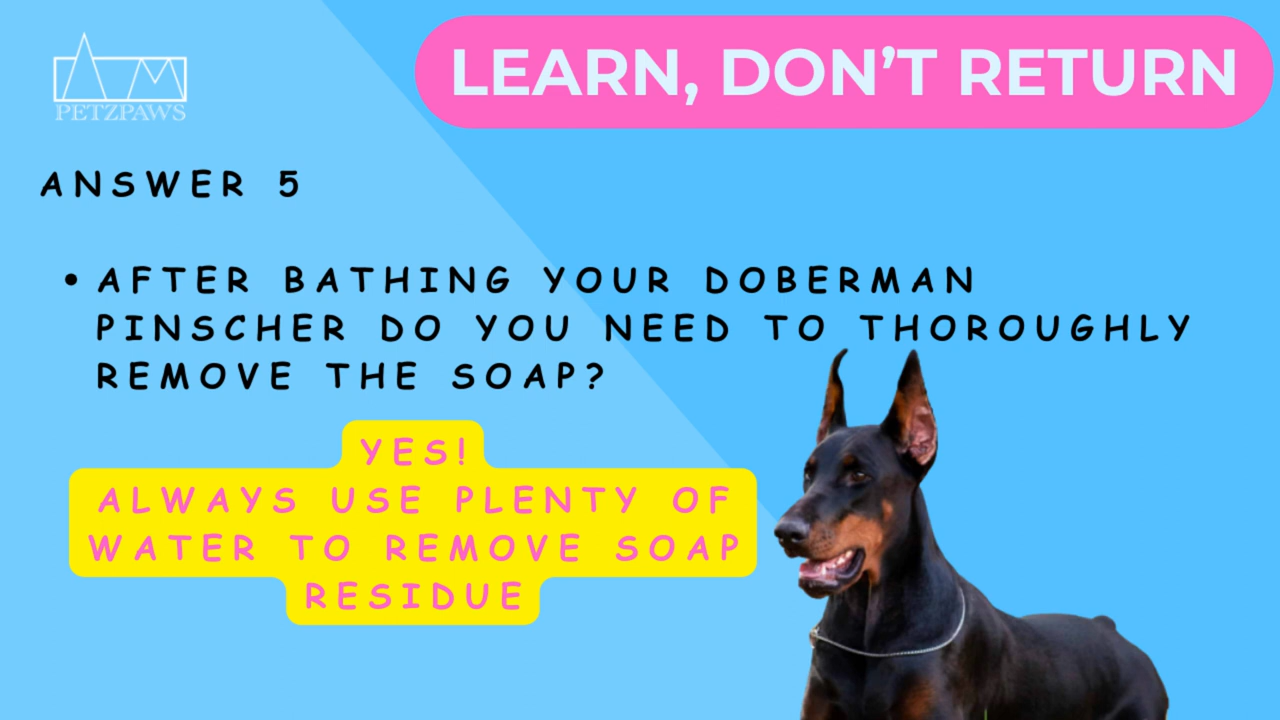 AM
PETZPAWS
LEARN, DON'T RETURN
ANSWER 5
• AFTER BATHING YOUR DOBERMAN
PINSCHER DO YOU NEED TO THOROUGHLY
REMOVE THE SOAP?
YES!
ALWAYS USE PLENTY OF
WATER TO REMOVE SOAP
RESIDUE